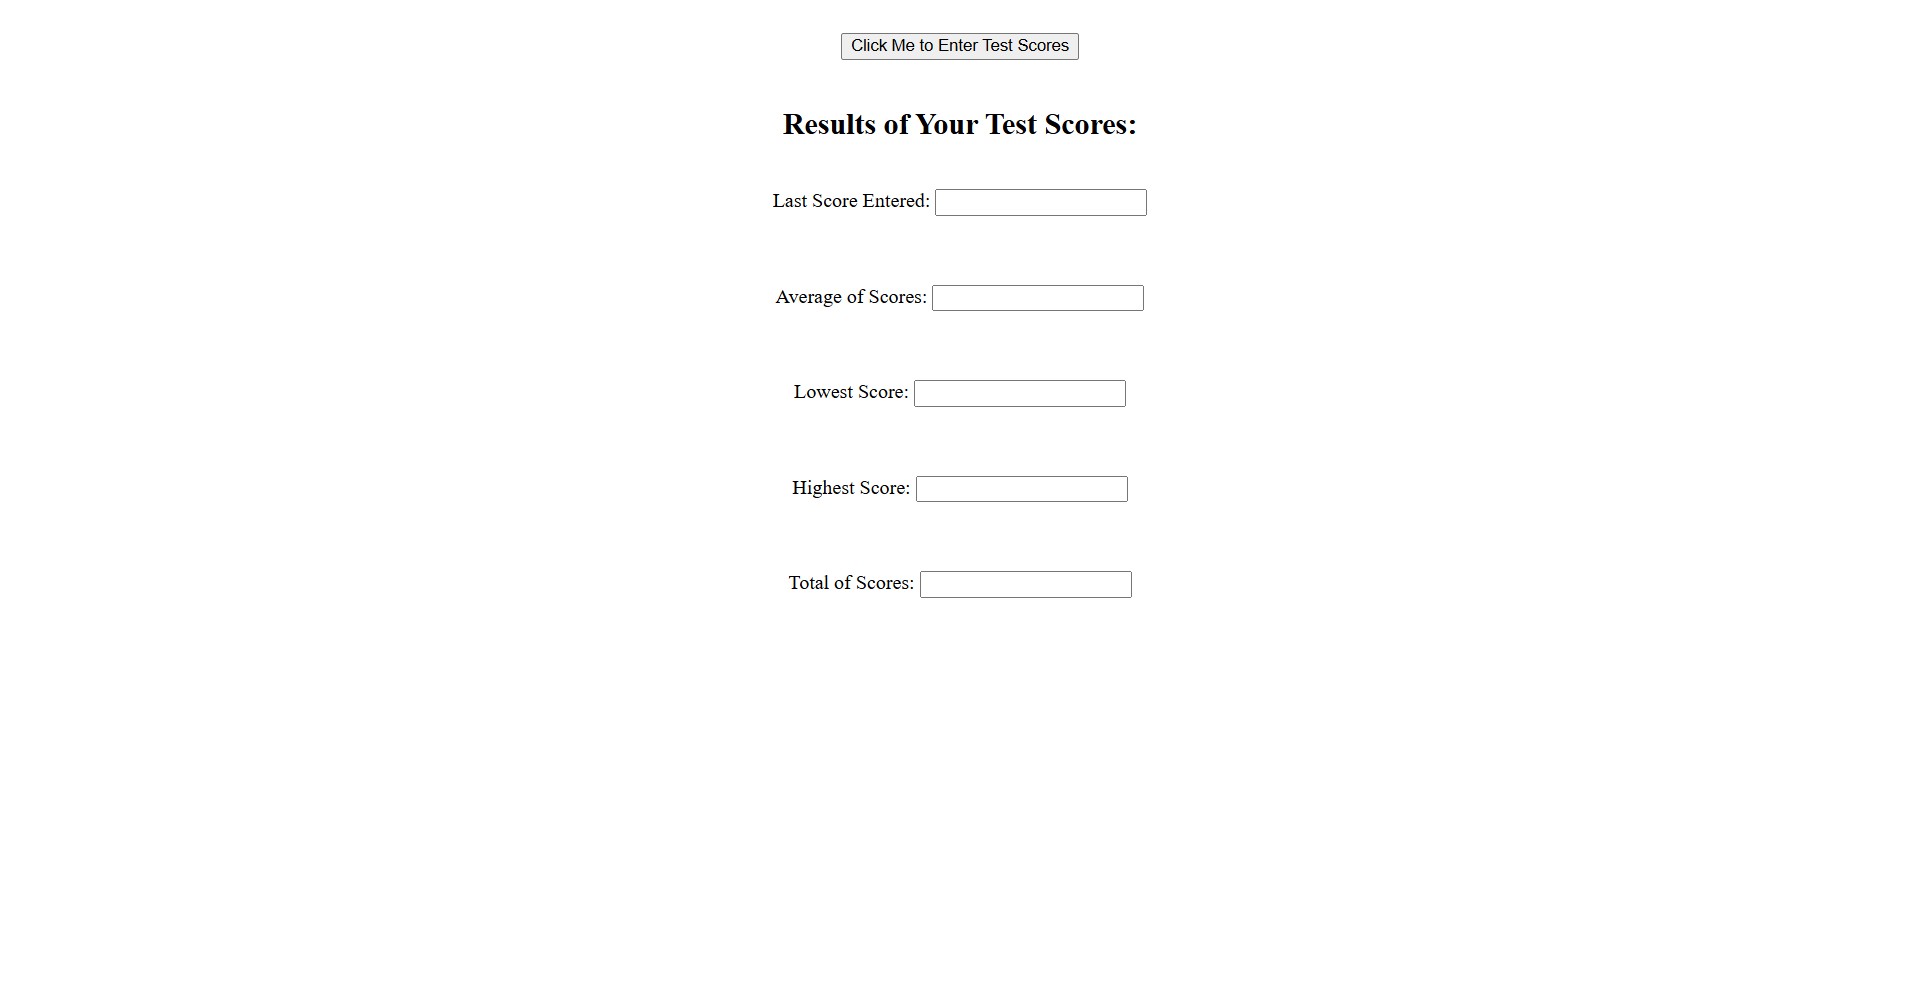 Click Me to Enter Test Scores
Results of Your Test Scores:
Last Score Entered:
Average of Scores:
Lowest Score:
Highest Score:
Total of Scores: